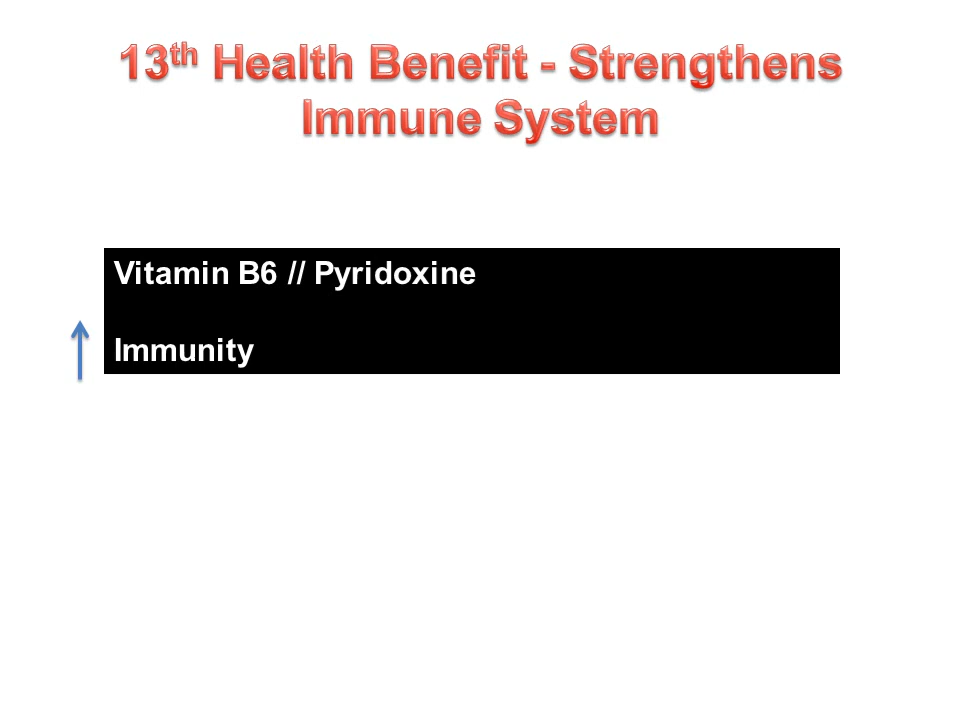 13th Health Benefit - Strengthens
Immune System
Vitamin B6 // Pyridoxine
Immunity